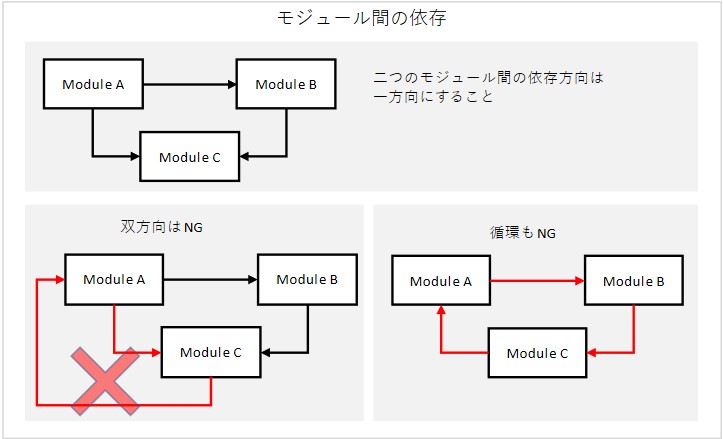 モジュール間の依存
Module A
Module B
Module C
二つのモジュール間の依存方向は
一方向にすること
双方向はNG
Module A
Module B
Module C
循環もNG
Module A
Module B
Module C